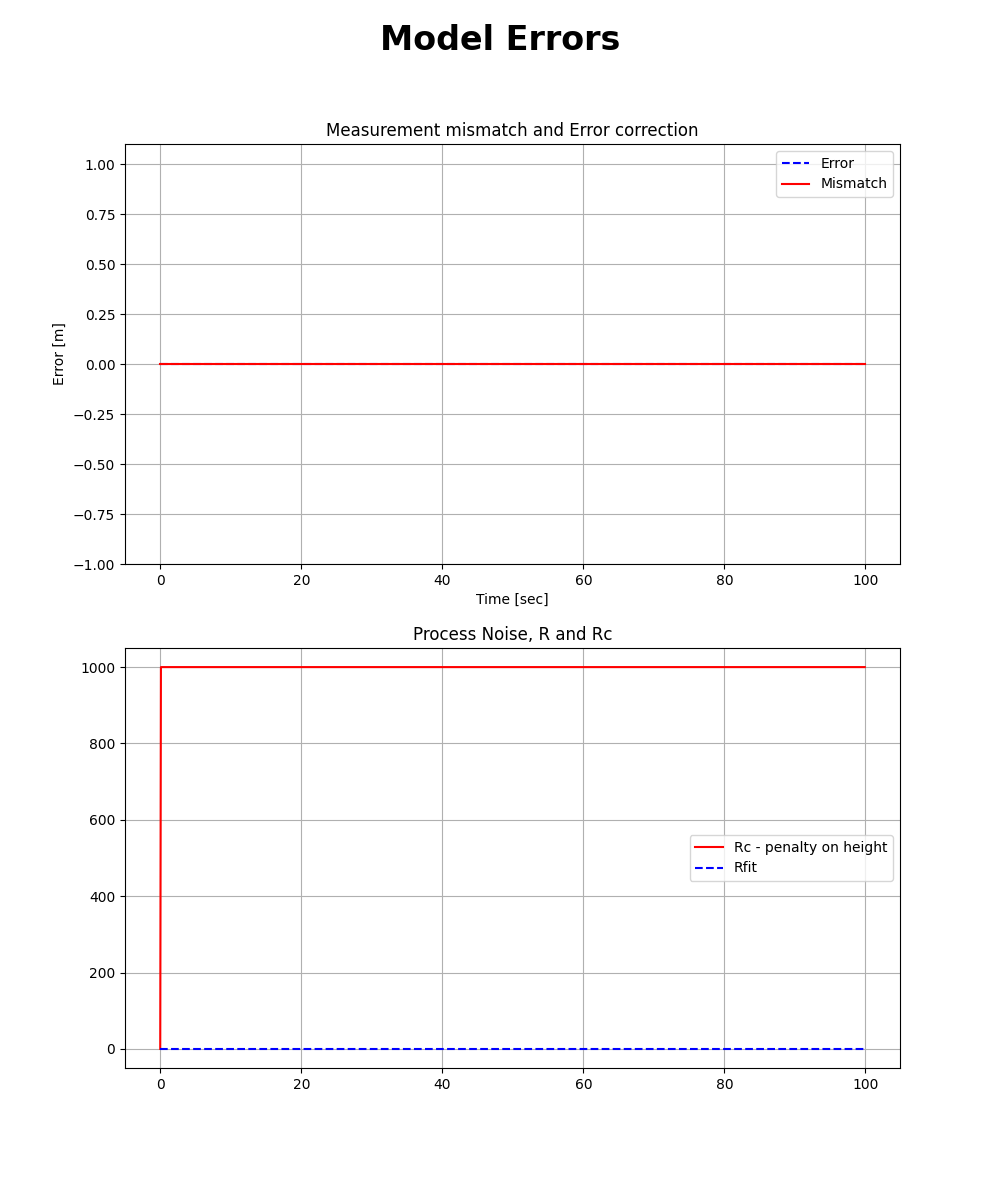 Model Errors
Measurement mismatch and Error correction
1.00
0.75
0.50
0.25
0.00
−0.25
−0.50
−0.75
−1.00
Error [m]
Error
Mismatch
0 20 40 60 80 100
Time [sec]
Process Noise, R and Rc
1000
800
600
400
200
0
Rc - penalty on height
Rfit
0 20 40 60 80 100